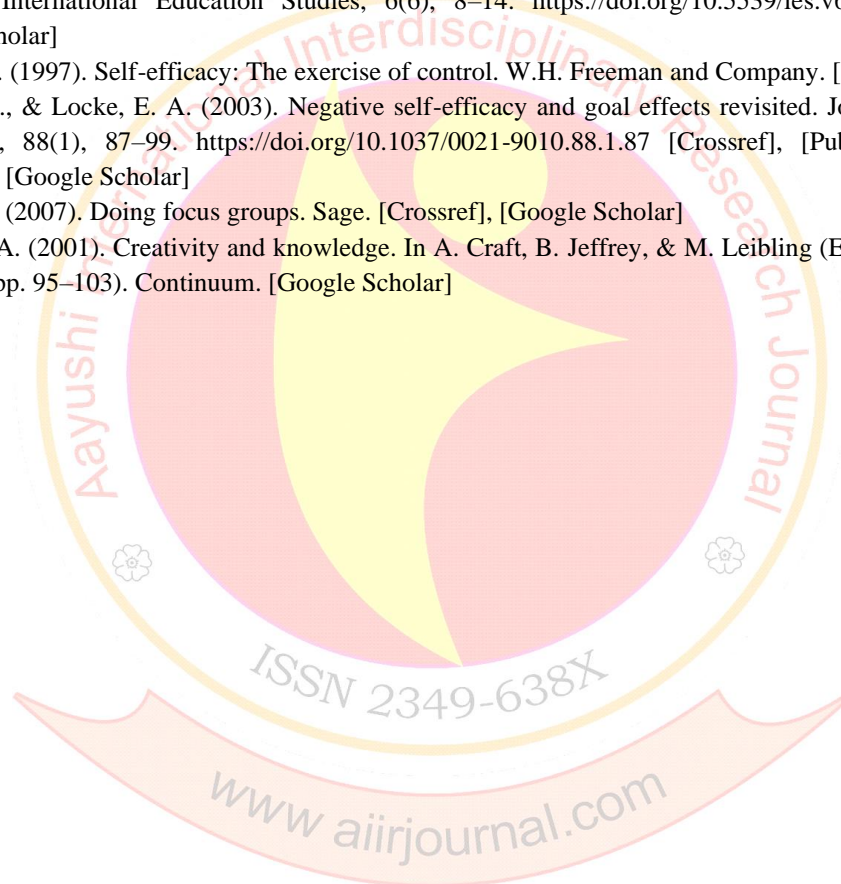 International Education Studies, 6(6), 8–14. https://doi.org/10.5539/ies.v6
holar]
. (1997). Self-efficacy: The exercise of control. W.H. Freeman and Company. [
., & Locke, E. A. (2003). Negative self-efficacy and goal effects revisited. Jo
, 88(1), 87–99. https://doi.org/10.1037/0021-9010.88.1.87 [Crossref], [Pub
[Google Scholar]
(2007). Doing focus groups. Sage. [Crossref], [Google Scholar]
A. (2001). Creativity and knowledge. In A. Craft, B. Jeffrey, & M. Leibling (E
pp. 95–103). Continuum. [Google Scholar]
Aayushi International Interdisciplinary Research Journal
ISSN 2349-638X
www aiirjournal.com